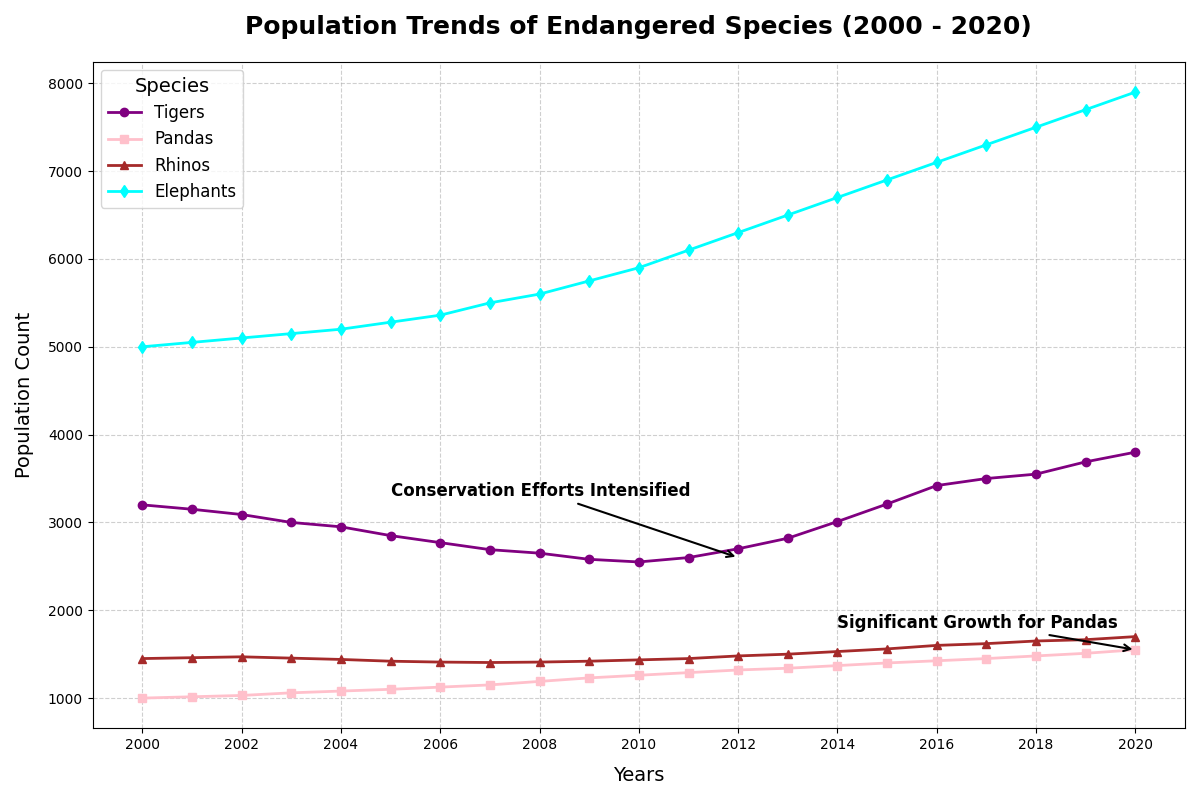 Population Trends of Endangered Species (2000 - 2020)
Species
Tigers
Pandas
Rhinos
Elephants
Population Count
8000
7000
6000
5000
4000
3000
2000
1000
Conservation Efforts Intensified
Significant Growth for Pandas
2000 2002 2004 2006 2008 2010 2012 2014 2016 2018 2020
Years